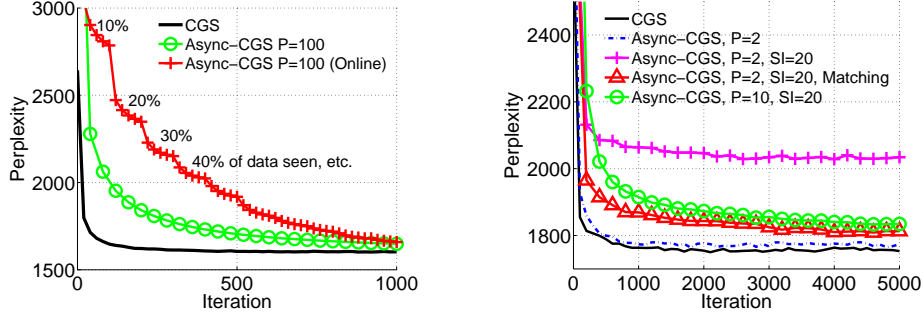 3000
2500
2000
1500
0
500
1000
Perplexity
Iteration
CGS
Async-CGS P=100
Async-CGS P=100 (Online)
10%
20%
30%
40% of data seen, etc.
2400
2200
2000
1800
0
1000
2000
3000
4000
5000
Perplexity
Iteration
CGS
Async-CGS, P=2
Async-CGS, P=2, SI=20
Async-CGS, P=2, SI=20, Matching
Async-CGS, P=10, SI=20